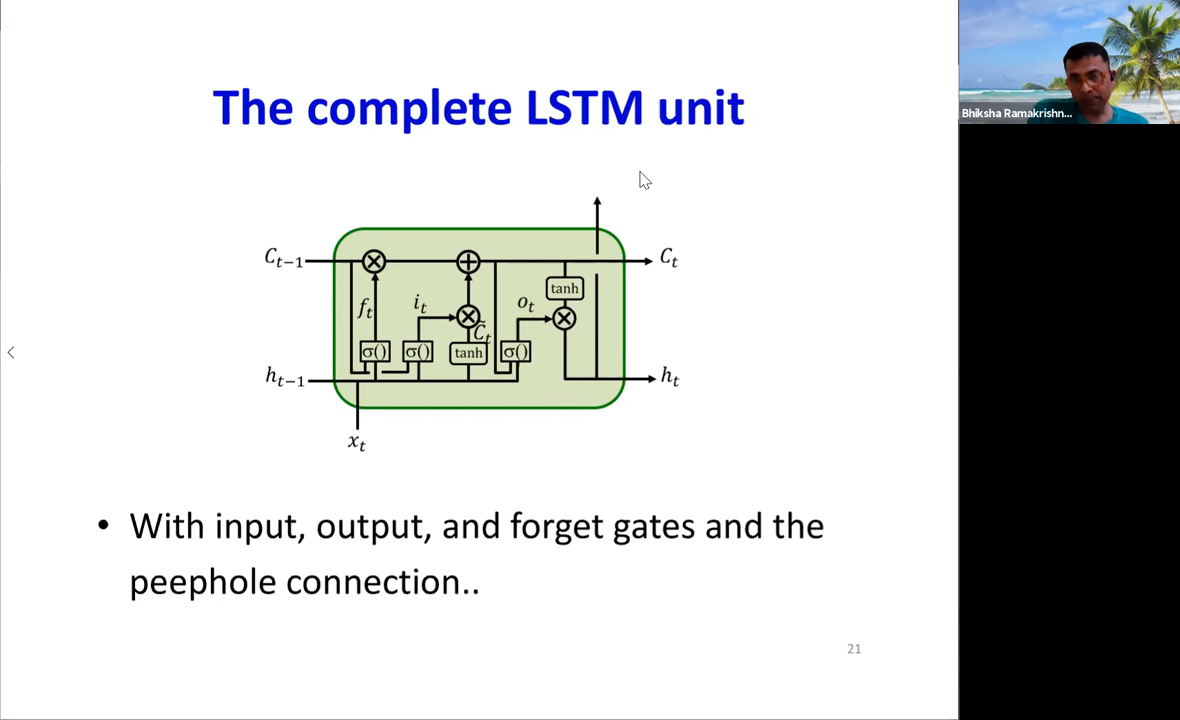 The complete LSTM unit
Bhiksha Ramakrishn...
C_{t-1}
C_t
tanh
f_t
i_t
o_t
C̃_t
σ()
σ()
tanh
σ()
h_{t-1}
h_t
x_t
• With input, output, and forget gates and the
peephole connection..
21